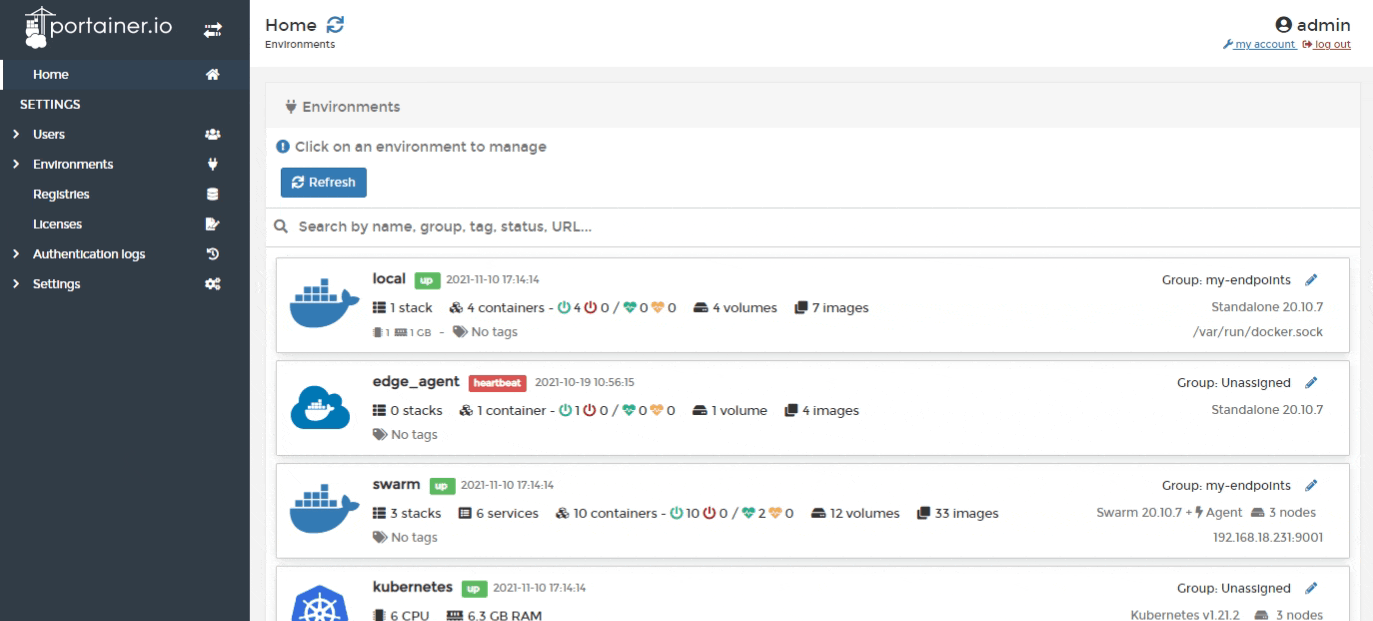 portainer.io
Home
SETTINGS
Users
Environments
Registries
Licenses
Authentication logs
Settings
Home
Environments
admin
my account log out
Environments
Click on an environment to manage
Refresh
Search by name, group, tag, status, URL...
local up 2021-11-10 17:14:14 Group: my-endpoints
1 stack 4 containers - 4 0 / 0 0 4 volumes 7 images Standalone 20.10.7
1 1 GB - No tags /var/run/docker.sock
edge_agent heartbeat 2021-10-19 10:56:15 Group: Unassigned
0 stacks 1 container - 1 0 / 0 0 1 volume 4 images Standalone 20.10.7
No tags
swarm up 2021-11-10 17:14:14 Group: my-endpoints
3 stacks 6 services 10 containers - 10 0 / 2 0 12 volumes 33 images Swarm 20.10.7 + Agent 3 nodes
No tags 192.168.18.231:9001
kubernetes up 2021-11-10 17:14:14 Group: Unassigned
6 CPU 6.3 GB RAM Kubernetes v1.21.2 3 nodes